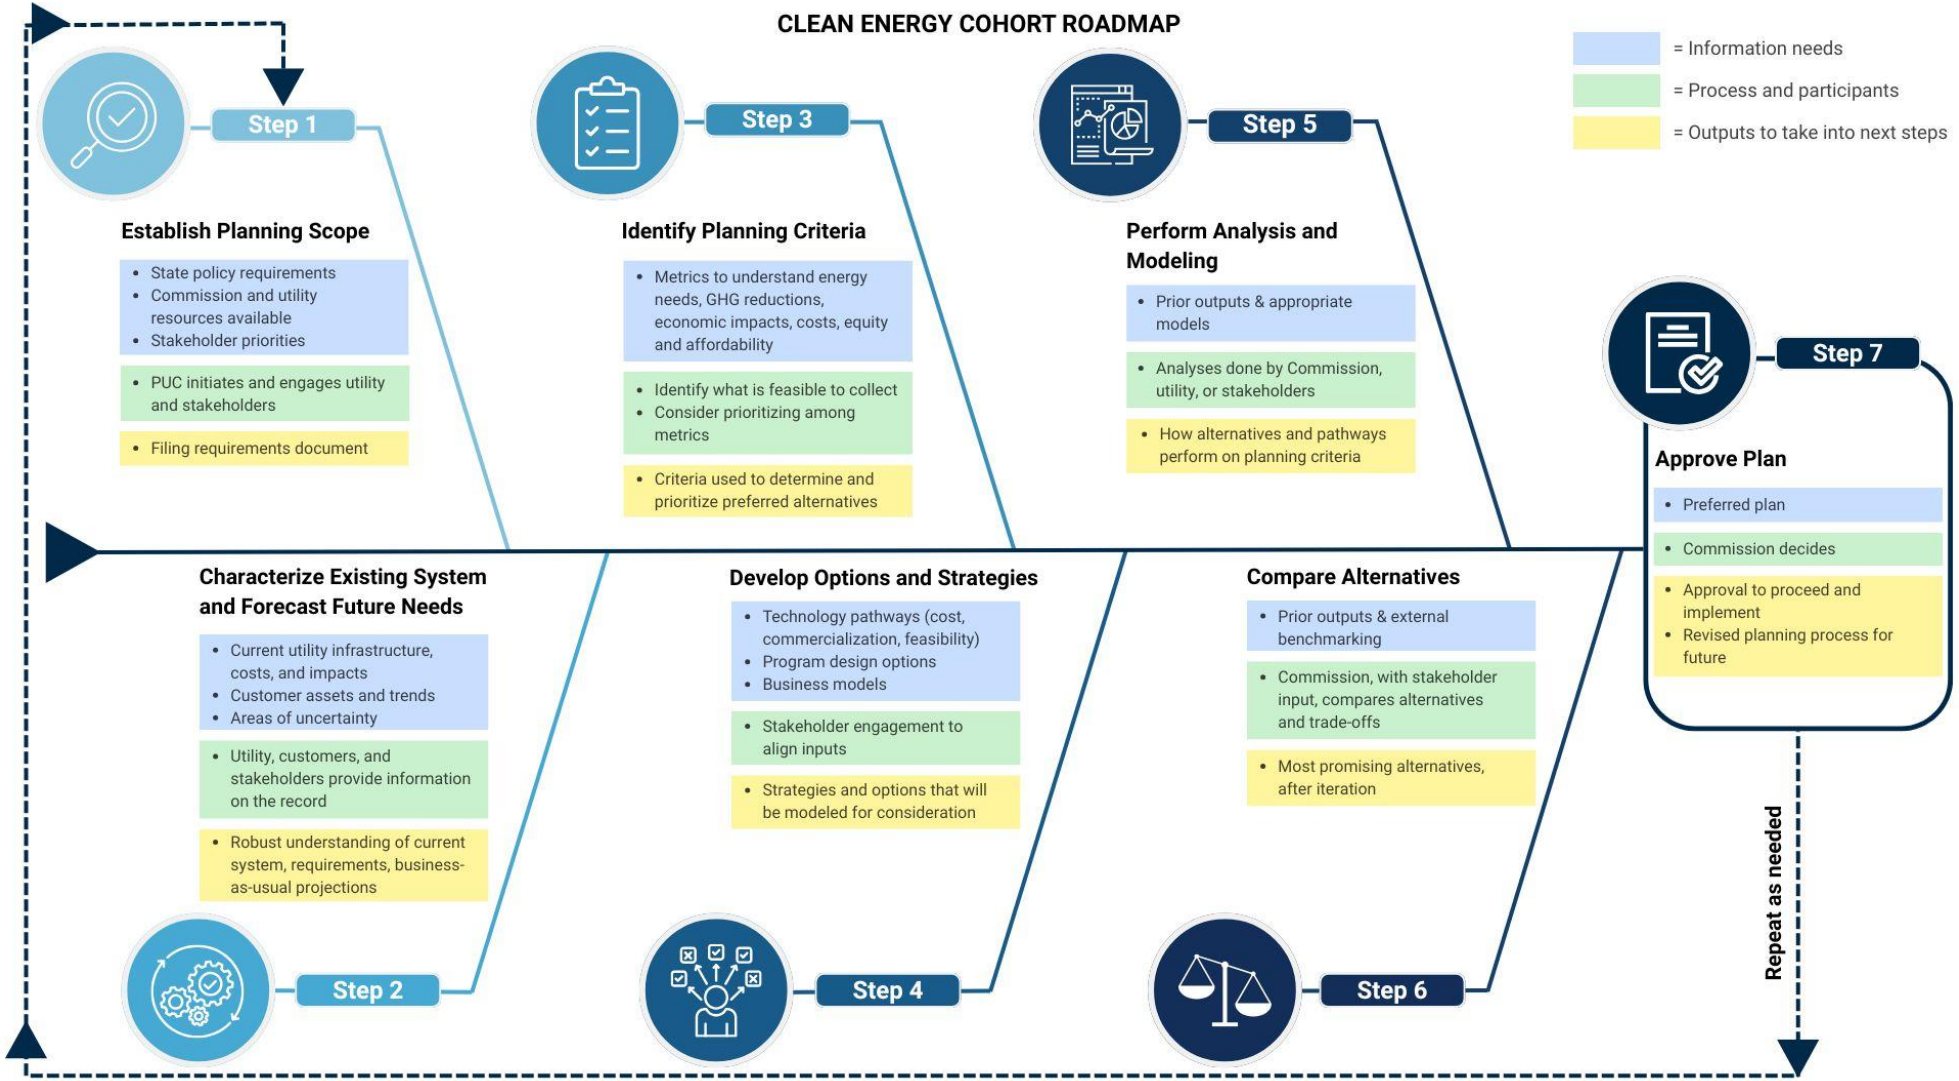 CLEAN ENERGY COHORT ROADMAP
= Information needs
= Process and participants
= Outputs to take into next steps
Step 1
Establish Planning Scope
• State policy requirements
• Commission and utility
resources available
• Stakeholder priorities
• PUC initiates and engages utility
and stakeholders
• Filing requirements document
Step 3
Identify Planning Criteria
• Metrics to understand energy
needs, GHG reductions,
economic impacts, costs, equity
and affordability
• Identify what is feasible to collect
• Consider prioritizing among
metrics
• Criteria used to determine and
prioritize preferred alternatives
Step 5
Perform Analysis and
Modeling
• Prior outputs & appropriate
models
• Analyses done by Commission,
utility, or stakeholders
• How alternatives and pathways
perform on planning criteria
Step 7
Approve Plan
• Preferred plan
• Commission decides
• Approval to proceed and
implement
• Revised planning process for
future
Characterize Existing System
and Forecast Future Needs
• Current utility infrastructure,
costs, and impacts
• Customer assets and trends
• Areas of uncertainty
• Utility, customers, and
stakeholders provide information
on the record
• Robust understanding of current
system, requirements, business-
as-usual projections
Step 2
Develop Options and Strategies
• Technology pathways (cost,
commercialization, feasibility)
• Program design options
• Business models
• Stakeholder engagement to
align inputs
• Strategies and options that will
be modeled for consideration
Step 4
Compare Alternatives
• Prior outputs & external
benchmarking
• Commission, with stakeholder
input, compares alternatives
and trade-offs
• Most promising alternatives,
after iteration
Step 6
Repeat as needed